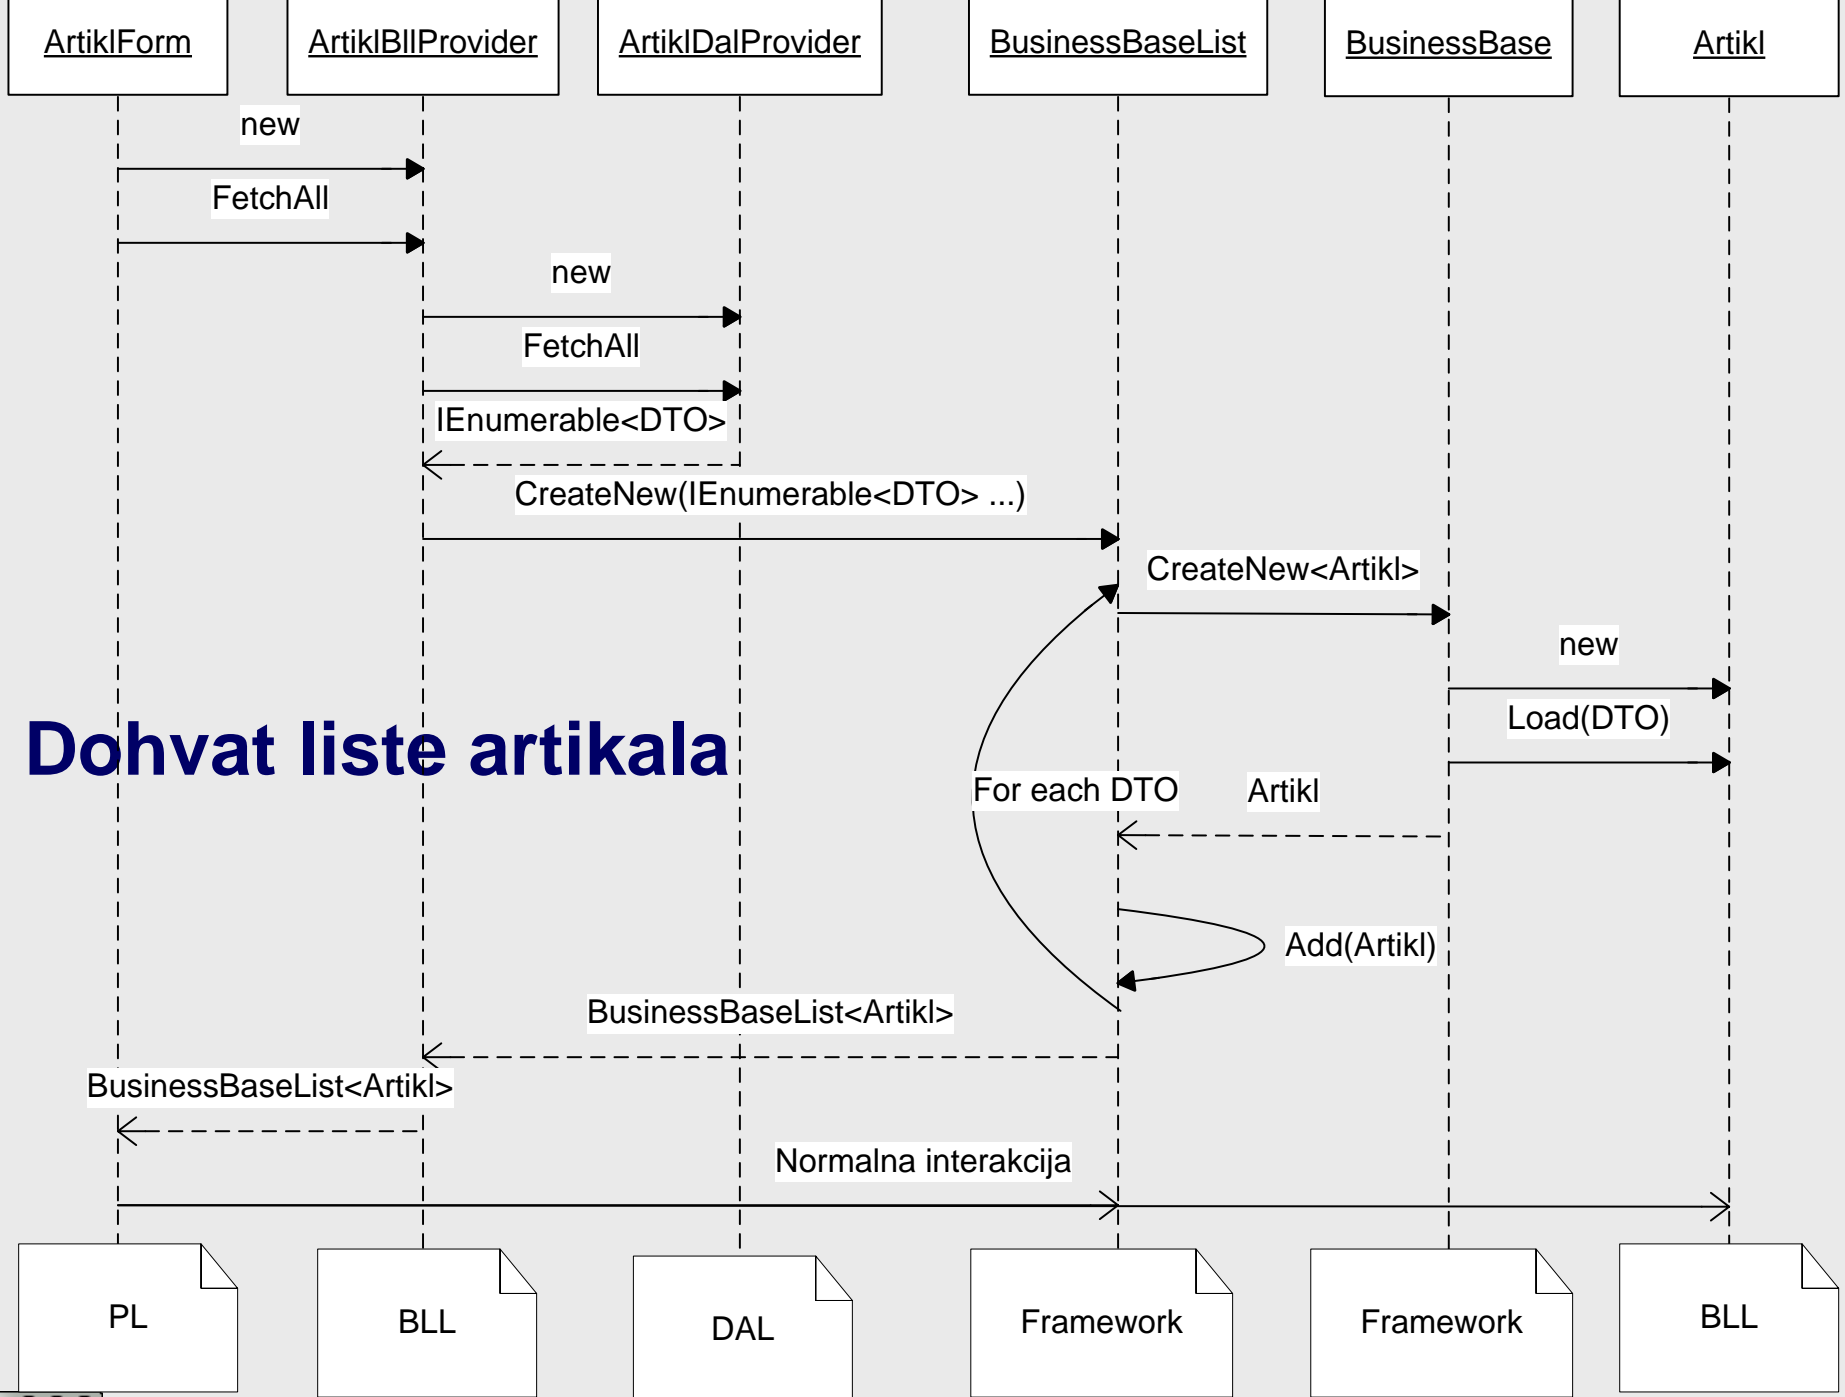 ArtiklForm
ArtiklBllProvider
ArtiklDalProvider
BusinessBaseList
BusinessBase
Artikl
new
FetchAll
new
FetchAll
IEnumerable<DTO>
CreateNew(IEnumerable<DTO> ...)
CreateNew<Artikl>
new
Load(DTO)
Dohvat liste artikala
For each DTO
Artikl
Add(Artikl)
BusinessBaseList<Artikl>
BusinessBaseList<Artikl>
Normalna interakcija
PL
BLL
DAL
Framework
Framework
BLL